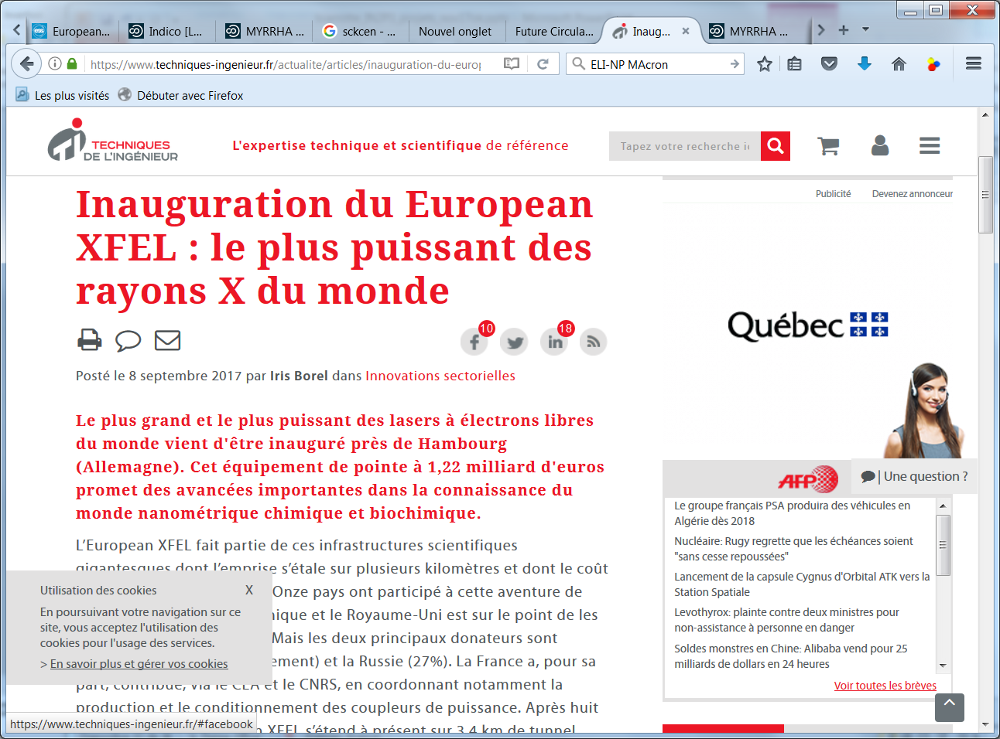 European...
Indico [L...
MYRRHA ...
sckcen - ...
Nouvel onglet
Future Circula...
Inaug...
MYRRHA ...
https://www.techniques-ingenieur.fr/actualite/articles/inauguration-du-europ
ELI-NP MAcron
Les plus visités
Débuter avec Firefox
TECHNIQUES
DE L'INGÉNIEUR
L'expertise technique et scientifique de référence
Tapez votre recherche ic
Publicité
Devenez annonceur
Inauguration du European
XFEL : le plus puissant des
rayons X du monde
10
18
Posté le 8 septembre 2017 par Iris Borel dans Innovations sectorielles
Le plus grand et le plus puissant des lasers à électrons libres
du monde vient d'être inauguré près de Hambourg
(Allemagne). Cet équipement de pointe à 1,22 milliard d'euros
promet des avancées importantes dans la connaissance du
monde nanométrique chimique et biochimique.
L'European XFEL fait partie de ces infrastructures scientifiques
gigantesques dont l'emprise s'étale sur plusieurs kilomètres et dont le coût
Onze pays ont participé à cette aventure de
nique et le Royaume-Uni est sur le point de les
Mais les deux principaux donateurs sont
ement) et la Russie (27%). La France a, pour sa
part, contribué, via le CEA et le CNRS, en coordonnant notamment la
production et le conditionnement des coupleurs de puissance. Après huit
n XFEL s'étend à présent sur 3,4 km de tunnel
Utilisation des cookies
X
En poursuivant votre navigation sur ce
site, vous acceptez l'utilisation des
cookies pour l'usage des services.
> En savoir plus et gérer vos cookies
https://www.techniques-ingenieur.fr/#facebook
Québec
AFP
| Une question ?
Le groupe français PSA produira des véhicules en
Algérie dès 2018
Nucléaire: Rugy regrette que les échéances soient
"sans cesse repoussées"
Lancement de la capsule Cygnus d'Orbital ATK vers la
Station Spatiale
Levothyrox: plainte contre deux ministres pour
non-assistance à personne en danger
Soldes monstres en Chine: Alibaba vend pour 25
milliards de dollars en 24 heures
Voir toutes les brèves